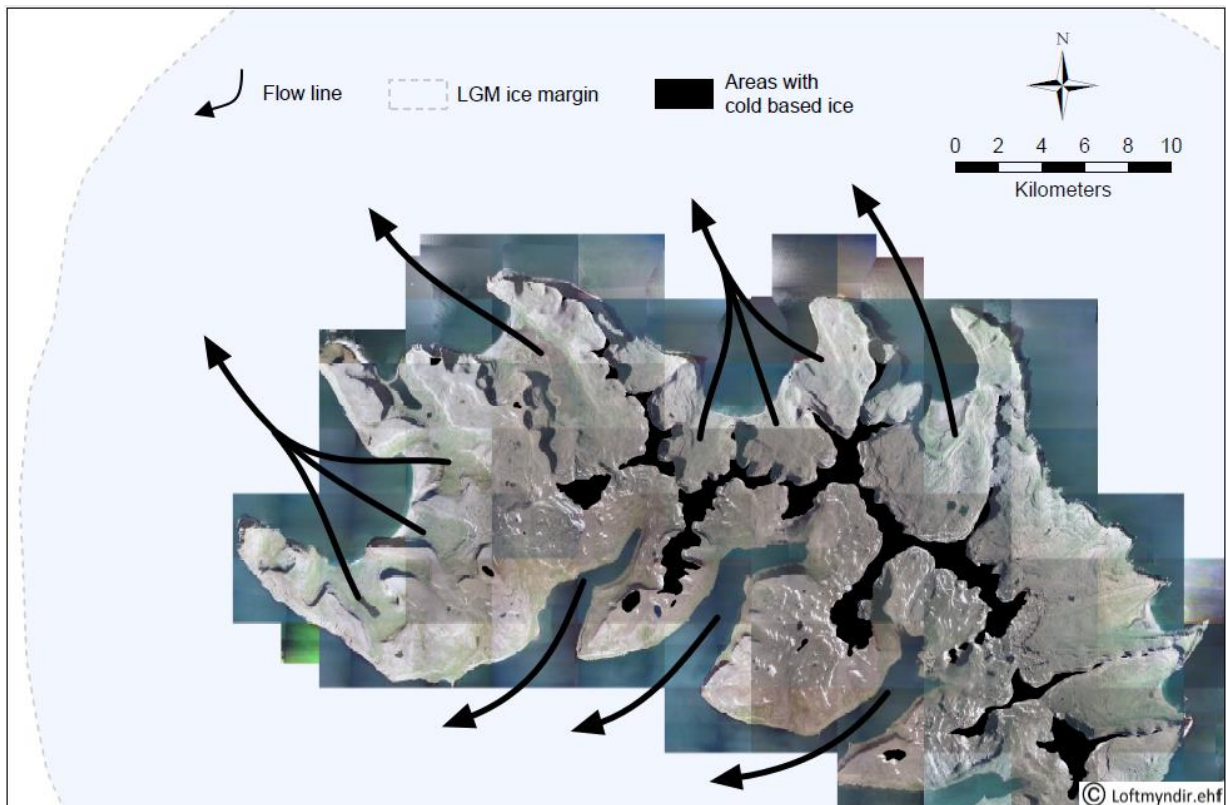 N
Flow line
LGM ice margin
Areas with
cold based ice
0 2 4 6 8 10
Kilometers
© Loftmyndir.ehf